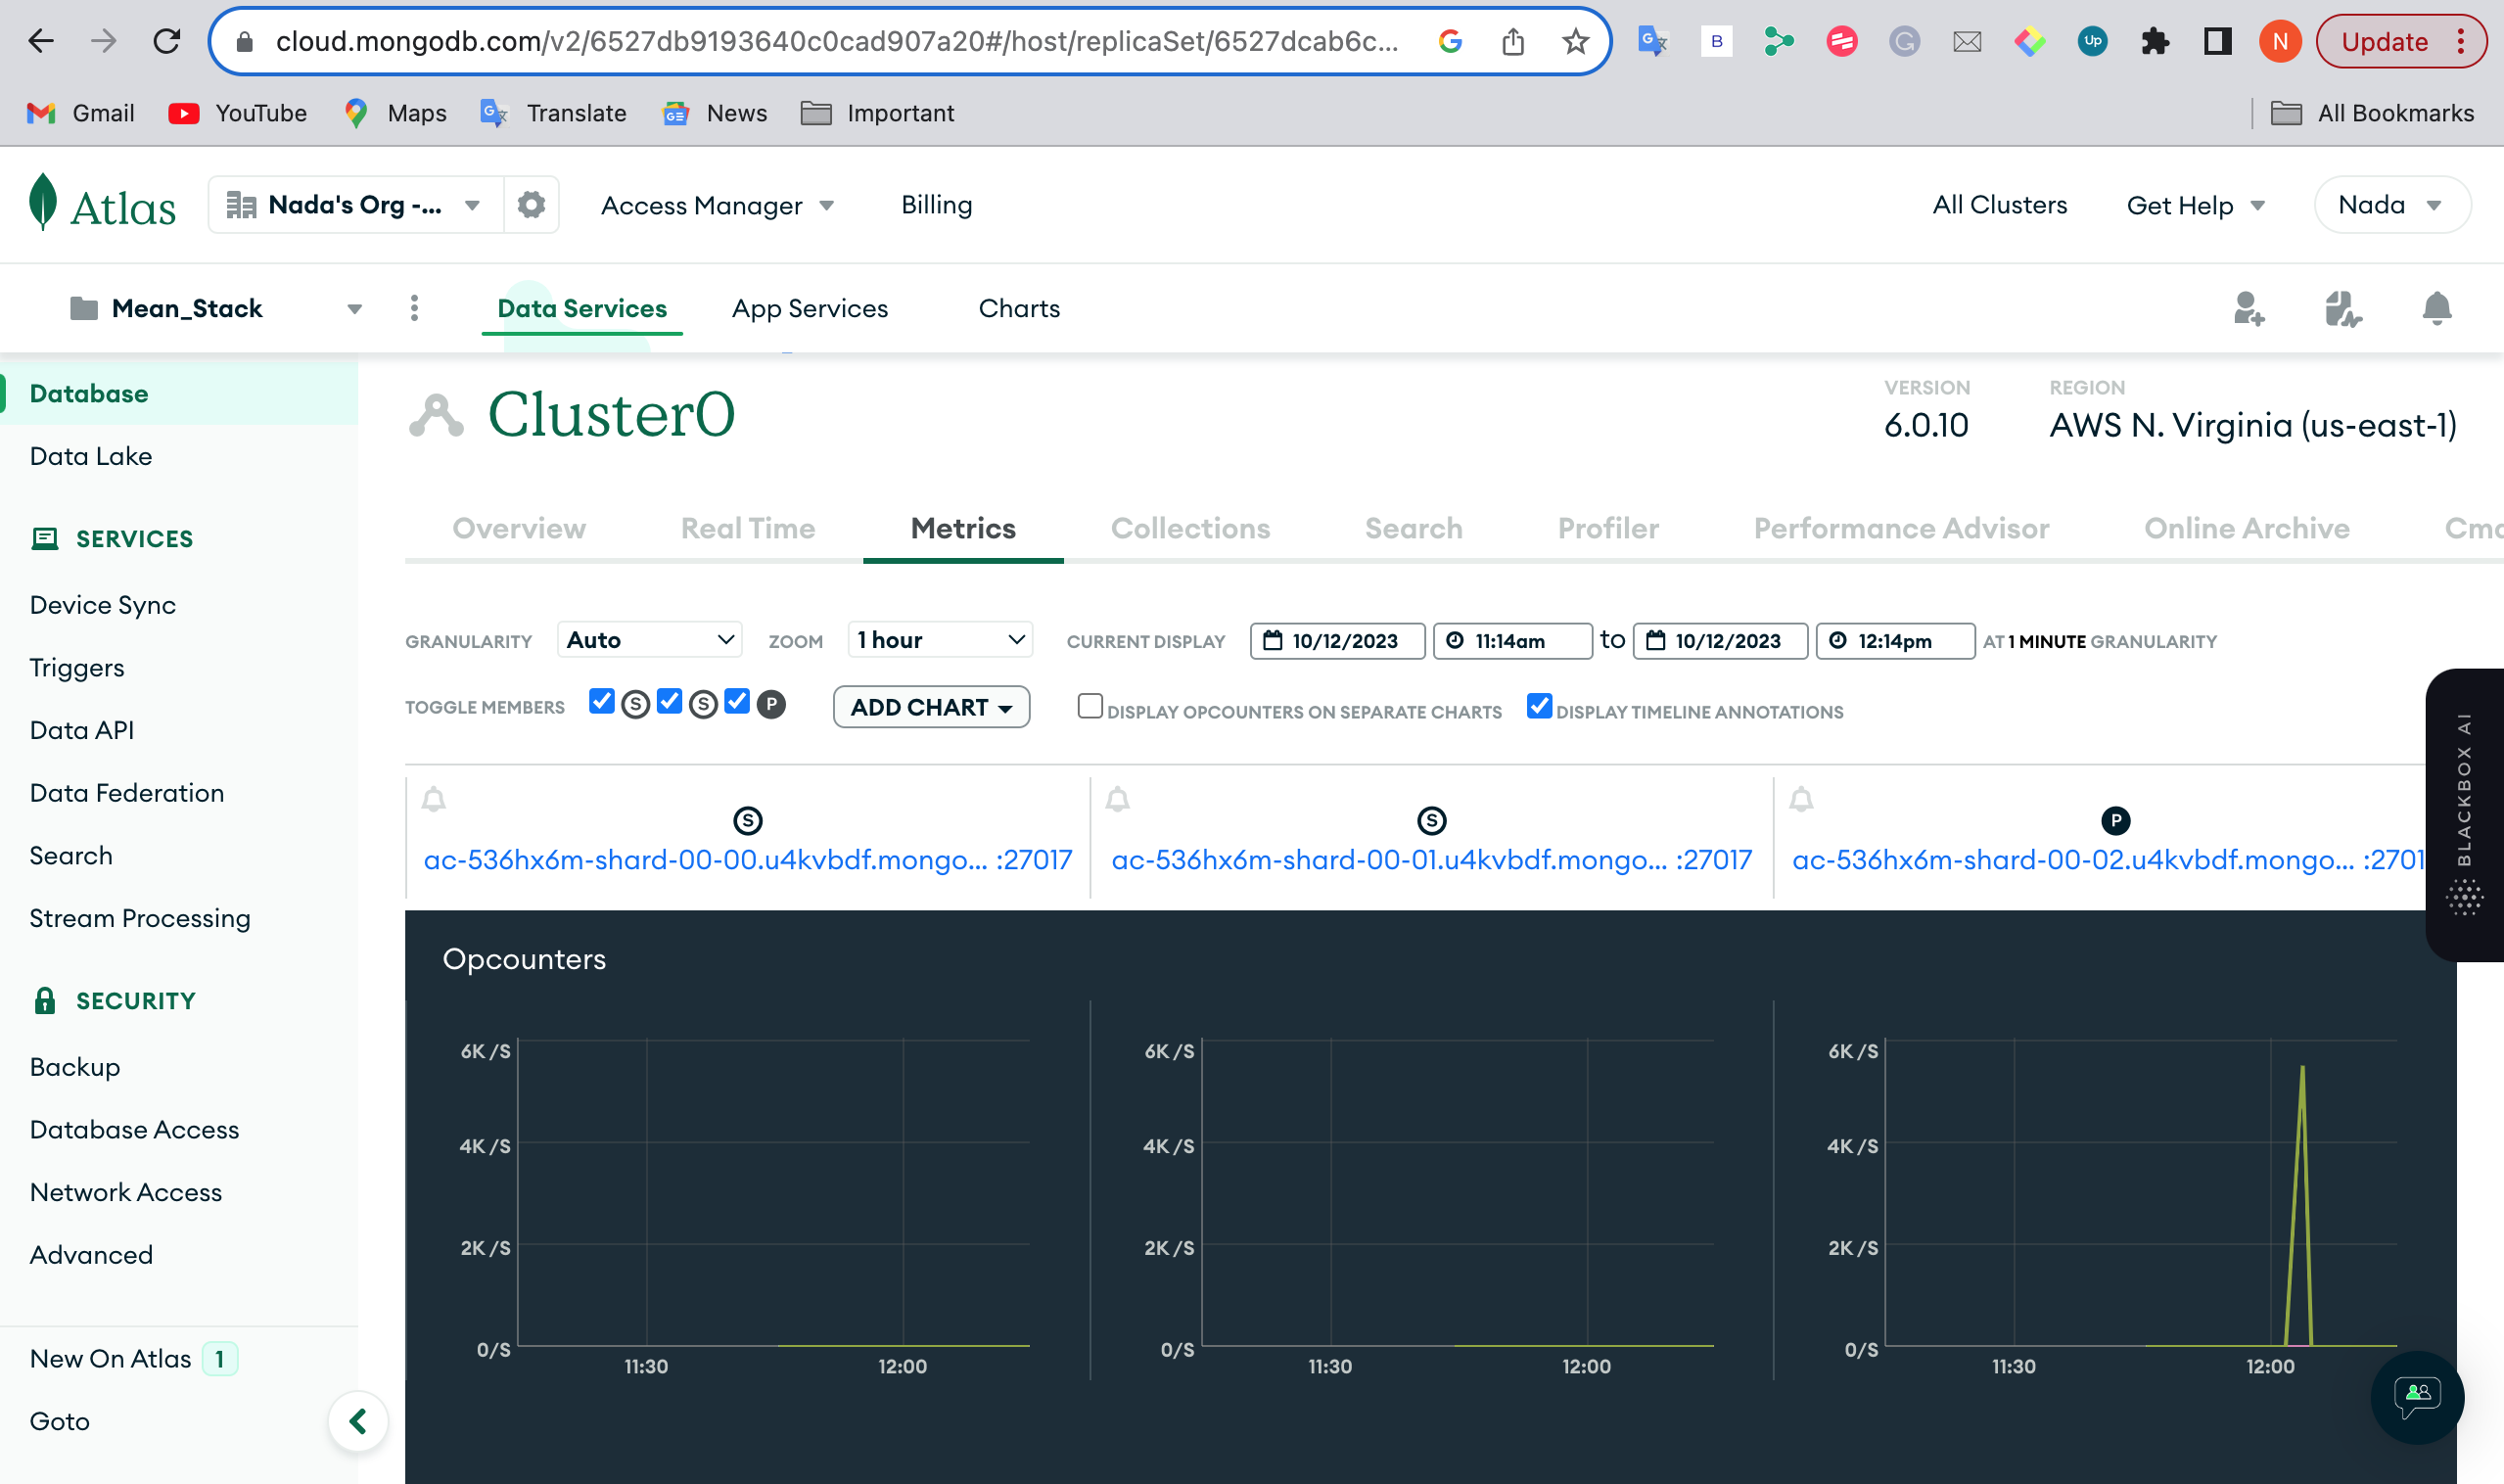 cloud.mongodb.com/v2/6527db9193640c0cad907a20#/host/replicaSet/6527dcab6c...
B
Up
N
Update
Gmail
YouTube
Maps
Translate
News
Important
All Bookmarks
Atlas
Nada's Org -...
Access Manager
Billing
All Clusters
Get Help
Nada
Mean_Stack
Data Services
App Services
Charts
Database
Data Lake
SERVICES
Device Sync
Triggers
Data API
Data Federation
Search
Stream Processing
SECURITY
Backup
Database Access
Network Access
Advanced
New On Atlas 1
Goto
Cluster0
VERSION
6.0.10
REGION
AWS N. Virginia (us-east-1)
Overview
Real Time
Metrics
Collections
Search
Profiler
Performance Advisor
Online Archive
Cmd
GRANULARITY Auto ZOOM 1 hour CURRENT DISPLAY 10/12/2023 11:14am to 10/12/2023 12:14pm AT 1 MINUTE GRANULARITY
TOGGLE MEMBERS S S P ADD CHART DISPLAY OPCOUNTERS ON SEPARATE CHARTS DISPLAY TIMELINE ANNOTATIONS
S
ac-536hx6m-shard-00-00.u4kvbdf.mongo... :27017
S
ac-536hx6m-shard-00-01.u4kvbdf.mongo... :27017
P
ac-536hx6m-shard-00-02.u4kvbdf.mongo... :2701
BLACKBOX AI
Opcounters
6K /S
4K /S
2K /S
0/S
11:30
12:00
6K /S
4K /S
2K /S
0/S
11:30
12:00
6K /S
4K /S
2K /S
0/S
11:30
12:00